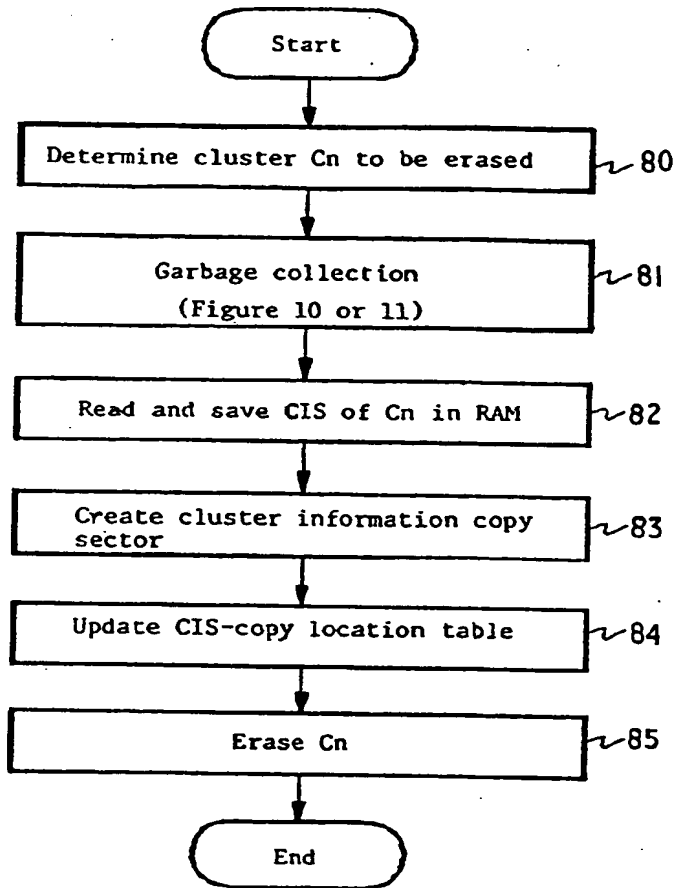 Start
Determine cluster Cn to be erased
80
Garbage collection
(Figure 10 or 11)
81
Read and save CIS of Cn in RAM
82
Create cluster information copy
sector
83
Update CIS-copy location table
84
Erase Cn
85
End